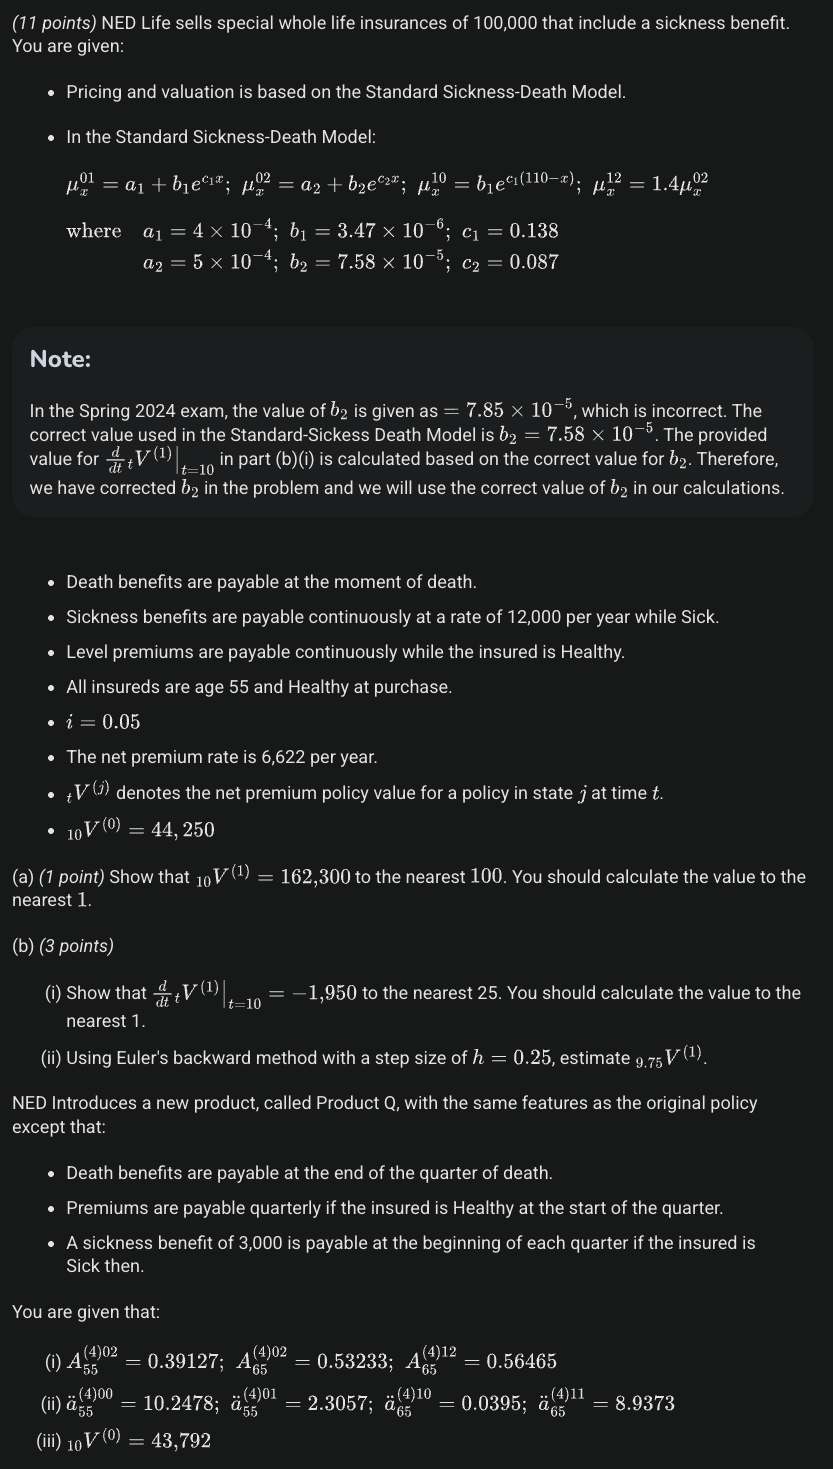 (11 points) NED Life sells special whole life insurances of 100,000 that include a sickness benefit.
You are given:
• Pricing and valuation is based on the Standard Sickness-Death Model.
• In the Standard Sickness-Death Model:
$\mu_x^{01} = a_1 + b_1 e^{c_1 x};\ \mu_x^{02} = a_2 + b_2 e^{c_2 x};\ \mu_x^{10} = b_1 e^{c_1(110-x)};\ \mu_x^{12} = 1.4\mu_x^{02}$
where $a_1 = 4 \times 10^{-4};\ b_1 = 3.47 \times 10^{-6};\ c_1 = 0.138$
$a_2 = 5 \times 10^{-4};\ b_2 = 7.58 \times 10^{-5};\ c_2 = 0.087$
Note:
In the Spring 2024 exam, the value of $b_2$ is given as $= 7.85 \times 10^{-5}$, which is incorrect. The
correct value used in the Standard-Sickess Death Model is $b_2 = 7.58 \times 10^{-5}$. The provided
value for $\frac{d}{dt}\,_tV^{(1)}\big|_{t=10}$ in part (b)(i) is calculated based on the correct value for $b_2$. Therefore,
we have corrected $b_2$ in the problem and we will use the correct value of $b_2$ in our calculations.
• Death benefits are payable at the moment of death.
• Sickness benefits are payable continuously at a rate of 12,000 per year while Sick.
• Level premiums are payable continuously while the insured is Healthy.
• All insureds are age 55 and Healthy at purchase.
• $i = 0.05$
• The net premium rate is 6,622 per year.
• $_tV^{(j)}$ denotes the net premium policy value for a policy in state $j$ at time $t$.
• $_{10}V^{(0)} = 44,250$
(a) (1 point) Show that $_{10}V^{(1)} = 162{,}300$ to the nearest 100. You should calculate the value to the
nearest 1.
(b) (3 points)
(i) Show that $\frac{d}{dt}\,_tV^{(1)}\big|_{t=10} = -1{,}950$ to the nearest 25. You should calculate the value to the
nearest 1.
(ii) Using Euler's backward method with a step size of $h = 0.25$, estimate $_{9.75}V^{(1)}$.
NED Introduces a new product, called Product Q, with the same features as the original policy
except that:
• Death benefits are payable at the end of the quarter of death.
• Premiums are payable quarterly if the insured is Healthy at the start of the quarter.
• A sickness benefit of 3,000 is payable at the beginning of each quarter if the insured is
Sick then.
You are given that:
(i) $A_{55}^{(4)02} = 0.39127;\ A_{65}^{(4)02} = 0.53233;\ A_{65}^{(4)12} = 0.56465$
(ii) $\ddot{a}_{55}^{(4)00} = 10.2478;\ \ddot{a}_{55}^{(4)01} = 2.3057;\ \ddot{a}_{65}^{(4)10} = 0.0395;\ \ddot{a}_{65}^{(4)11} = 8.9373$
(iii) $_{10}V^{(0)} = 43,792$